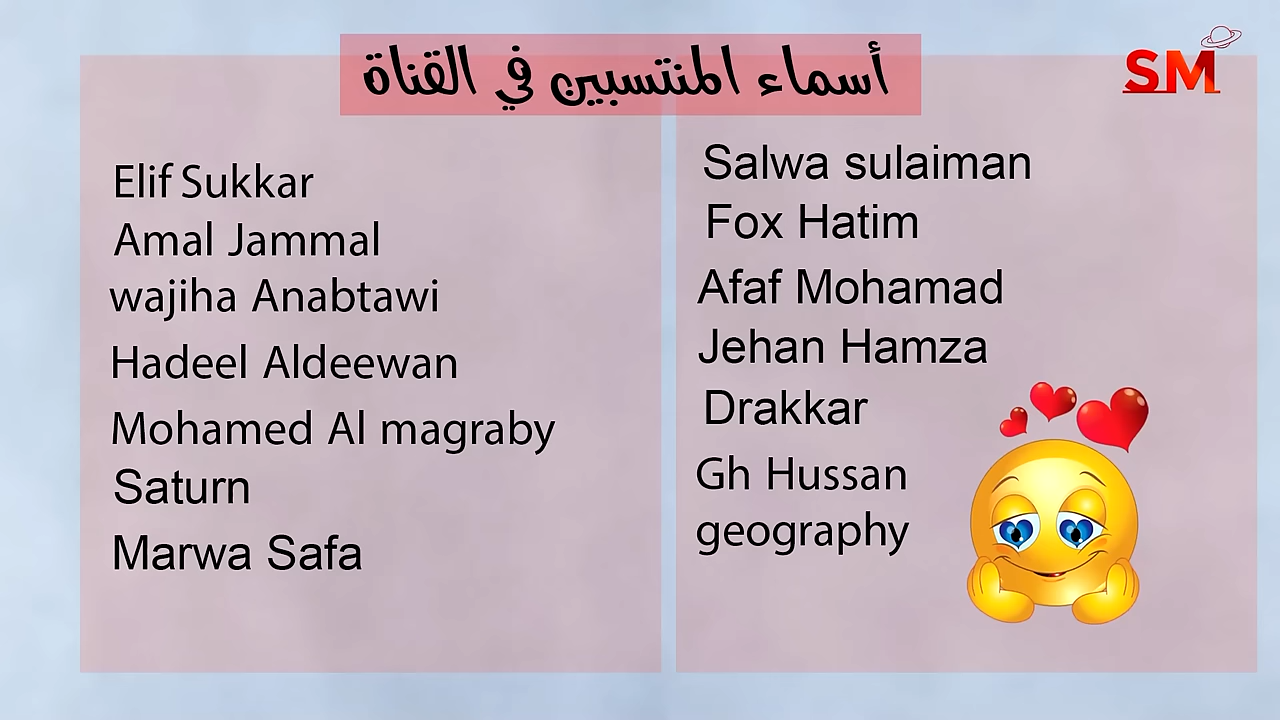 أسماء المنتسبين في القناة
SM
Elif Sukkar
Amal Jammal
wajiha Anabtawi
Hadeel Aldeewan
Mohamed Al magraby
Saturn
Marwa Safa
Salwa sulaiman
Fox Hatim
Afaf Mohamad
Jehan Hamza
Drakkar
Gh Hussan
geography